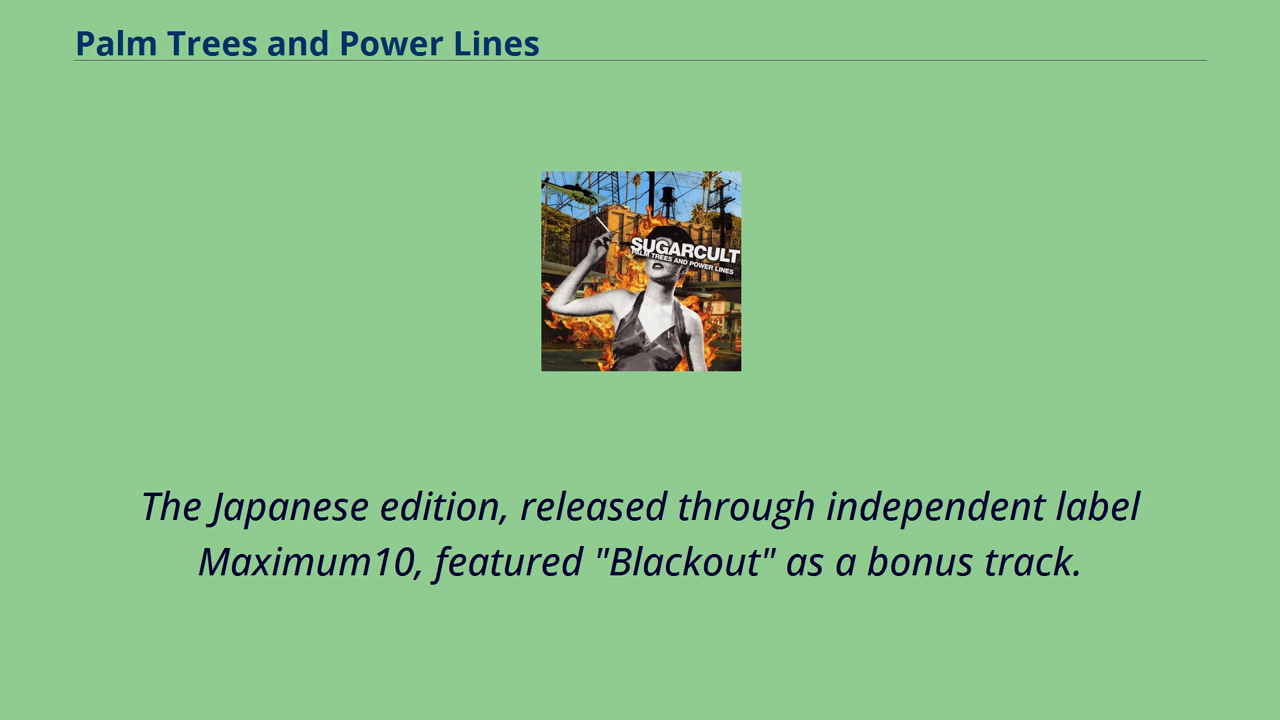 Palm Trees and Power Lines
SUGARCULT
PALM TREES AND POWER LINES
The Japanese edition, released through independent label
Maximum10, featured "Blackout" as a bonus track.